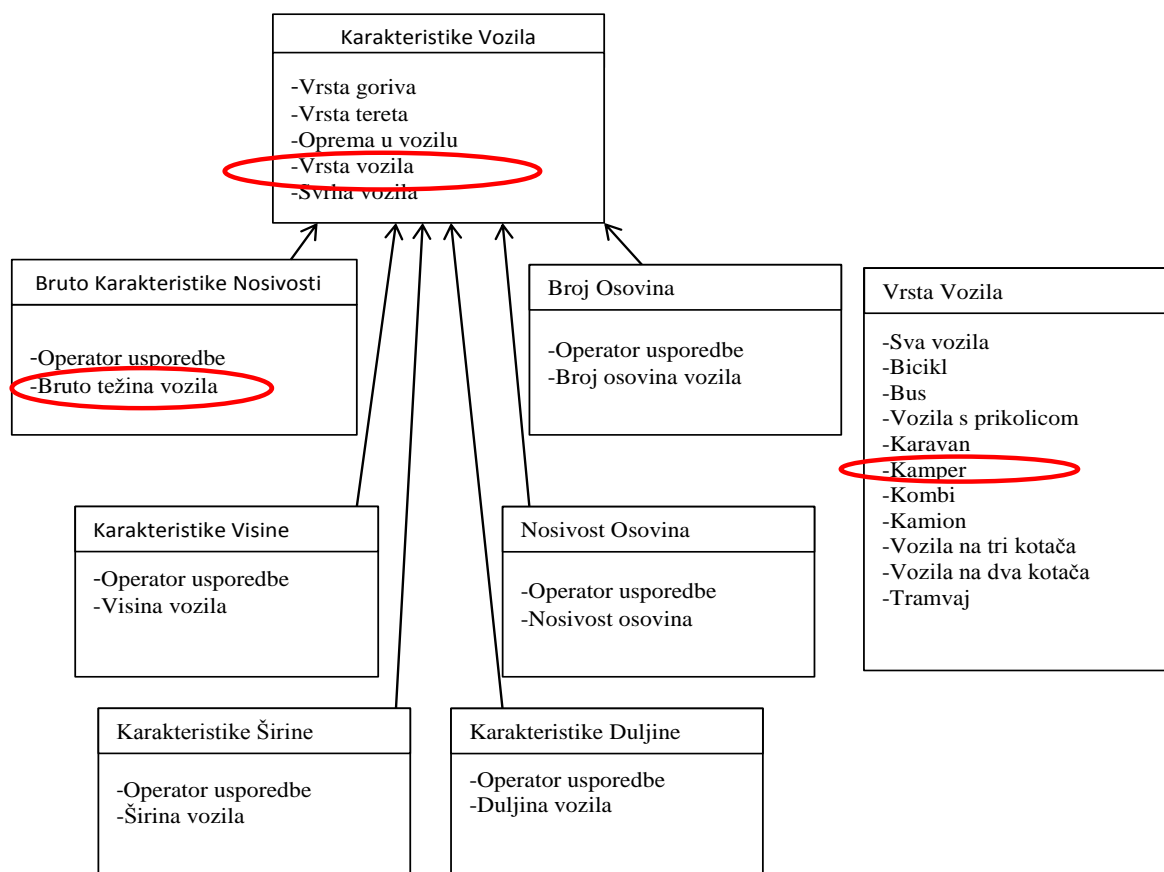 Karakteristike Vozila
-Vrsta goriva
-Vrsta tereta
-Oprema u vozilu
-Vrsta vozila
-Svrha vozila
Bruto Karakteristike Nosivosti
-Operator usporedbe
-Bruto težina vozila
Broj Osovina
-Operator usporedbe
-Broj osovina vozila
Vrsta Vozila
-Sva vozila
-Bicikl
-Bus
-Vozila s prikolicom
-Karavan
-Kamper
-Kombi
-Kamion
-Vozila na tri kotača
-Vozila na dva kotača
-Tramvaj
Karakteristike Visine
-Operator usporedbe
-Visina vozila
Nosivost Osovina
-Operator usporedbe
-Nosivost osovina
Karakteristike Širine
-Operator usporedbe
-Širina vozila
Karakteristike Duljine
-Operator usporedbe
-Duljina vozila